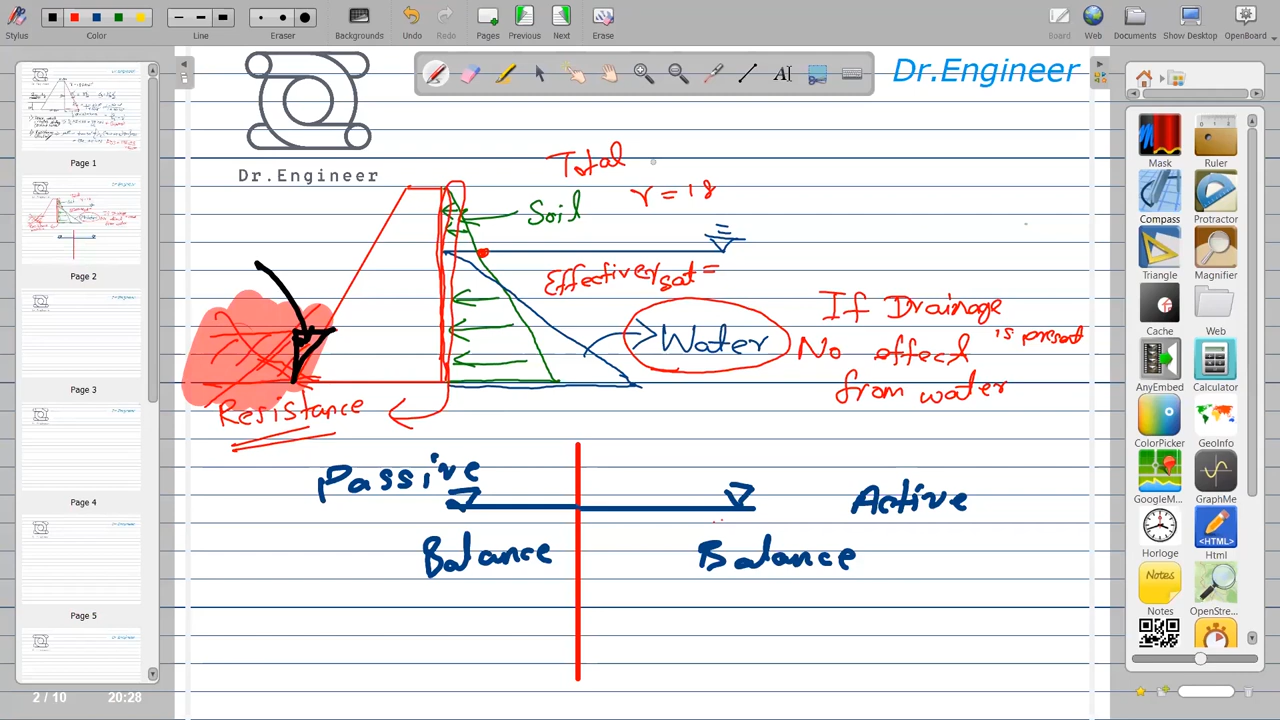 Stylus
Color
Line
Eraser
Backgrounds
Undo
Redo
Pages
Previous
Next
Erase
Board
Web
Documents
Show Desktop
OpenBoard
Dr.Engineer
Dr.Engineer
Total
γ = 18
Soil
Effective/sat =
Water
If Drainage
is present
No effect
from water
Resistance
Passive
Active
Balance
Balance
Page 1
Page 2
Page 3
Page 4
Page 5
2 / 10
20:28
Mask
Ruler
Compass
Protractor
Triangle
Magnifier
Cache
Web
AnyEmbed
Calculator
ColorPicker
GeoInfo
GoogleM...
GraphMe
Horloge
<HTML>
Html
Notes
Notes
OpenStre...